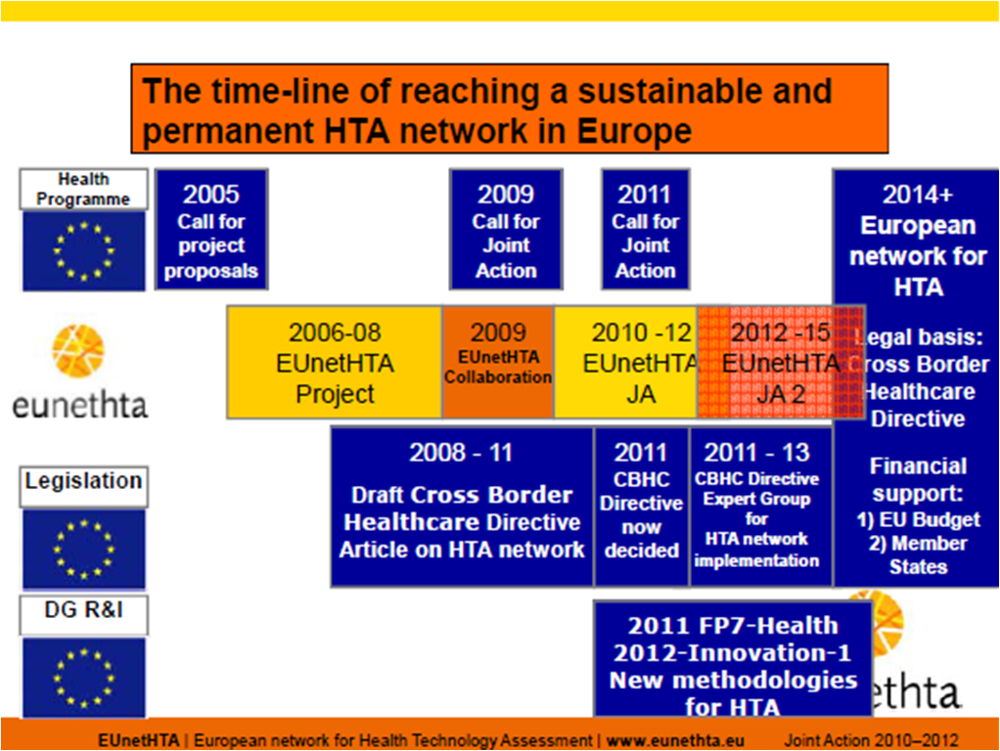 The time-line of reaching a sustainable and
permanent HTA network in Europe
Health
Programme
2005
Call for
project
proposals
2009
Call for
Joint
Action
2011
Call for
Joint
Action
2014+
European
network for
HTA
Legal basis:
Cross Border
Healthcare
Directive
Financial
support:
1) EU Budget
2) Member
States
eunethta
2006-08
EUnetHTA
Project
2009
EUnetHTA
Collaboration
2010 -12
EUnetHTA
JA
2012 -15
EUnetHTA
JA 2
Legislation
2008 - 11
Draft Cross Border
Healthcare Directive
Article on HTA network
2011
CBHC
Directive
now
decided
2011 - 13
CBHC Directive
Expert Group
for
HTA network
implementation
DG R&I
2011 FP7-Health
2012-Innovation-1
New methodologies
for HTA
ethta
EUnetHTA | European network for Health Technology Assessment | www.eunethta.eu Joint Action 2010–2012